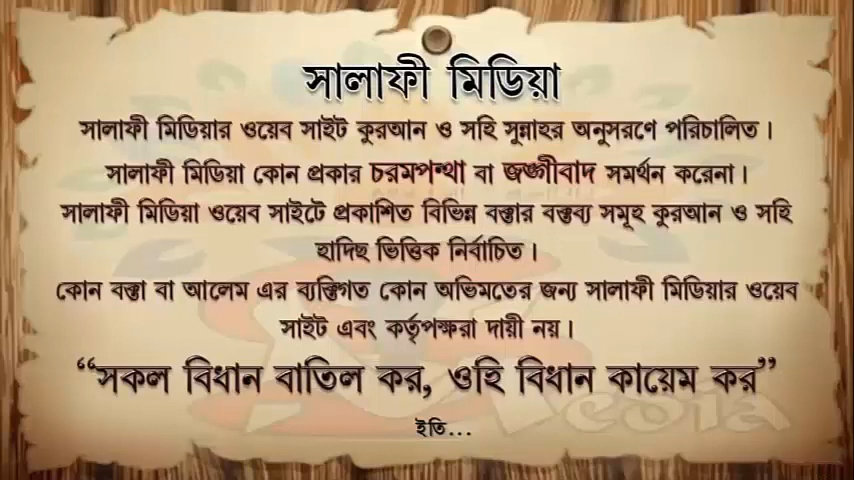 সালাফী মিডিয়া
সালাফী মিডিয়ার ওয়েব সাইট কুরআন ও সহি সুন্নাহর অনুসরণে পরিচালিত।
সালাফী মিডিয়া কোন প্রকার চরমপন্থা বা জঙ্গীবাদ সমর্থন করেনা।
সালাফী মিডিয়া ওয়েব সাইটে প্রকাশিত বিভিন্ন বক্তার বক্তব্য সমূহ কুরআন ও সহি
হাদিছ ভিত্তিক নির্বাচিত।
কোন বক্তা বা আলেম এর ব্যক্তিগত কোন অভিমতের জন্য সালাফী মিডিয়ার ওয়েব
সাইট এবং কর্তৃপক্ষরা দায়ী নয়।
“সকল বিধান বাতিল কর, ওহি বিধান কায়েম কর”
ইতি...